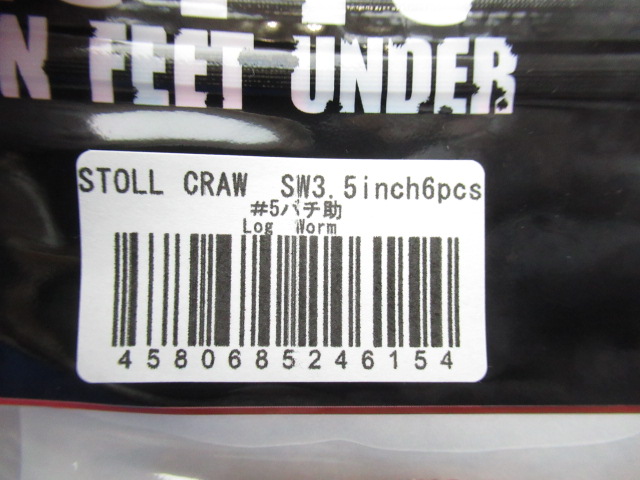 FEET UNDER
STOLL CRAW SW3.5inch6pcs
#5バチ助
Log Worm
4580685246154